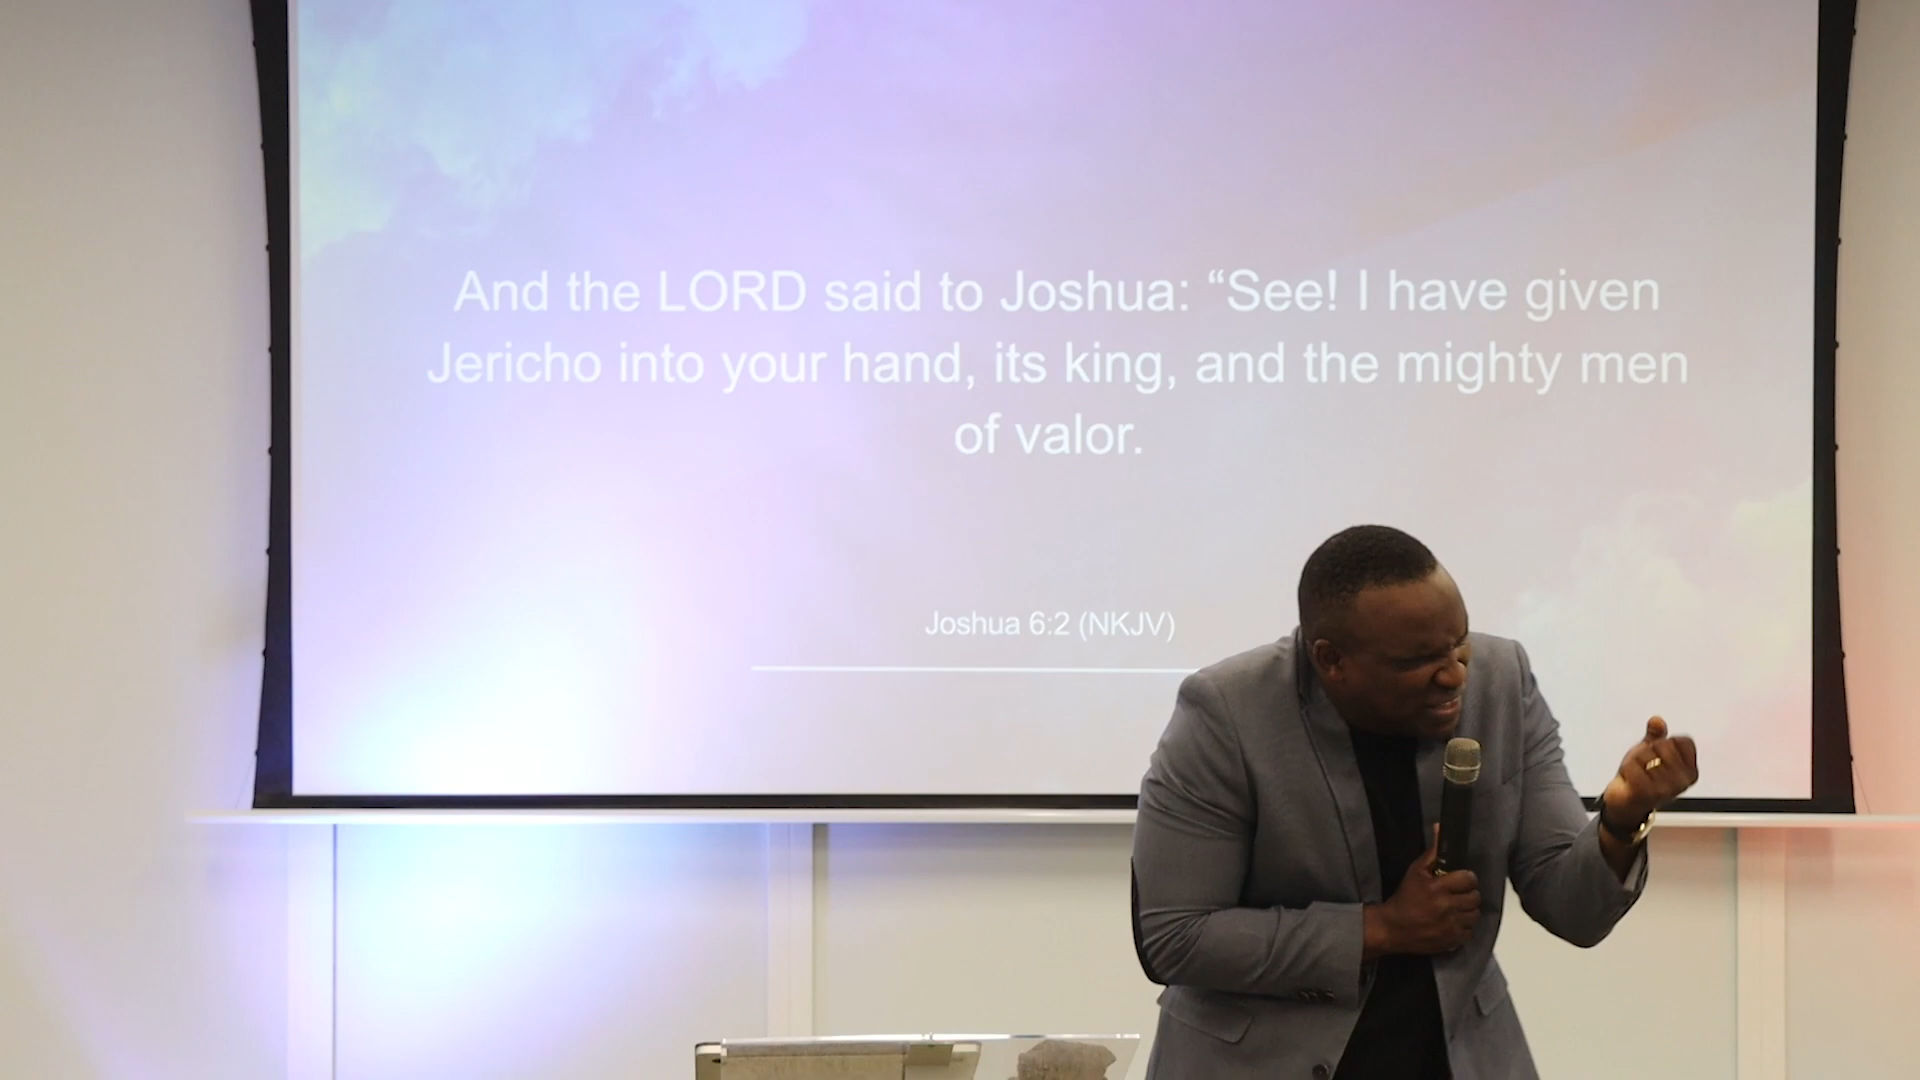 And the LORD said to Joshua: “See! I have given
Jericho into your hand, its king, and the mighty men
of valor.
Joshua 6:2 (NKJV)